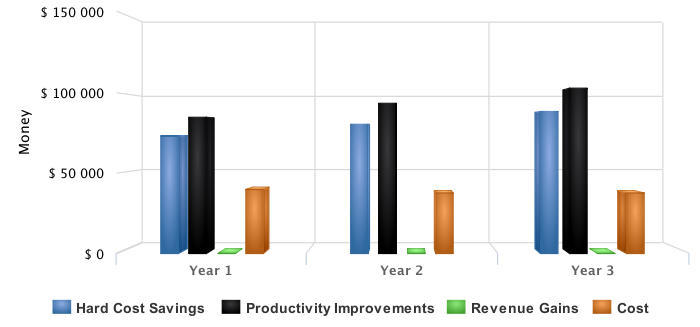 $ 150 000
$ 100 000
$ 50 000
$ 0
Money
Year 1 Year 2 Year 3
Hard Cost Savings Productivity Improvements Revenue Gains Cost